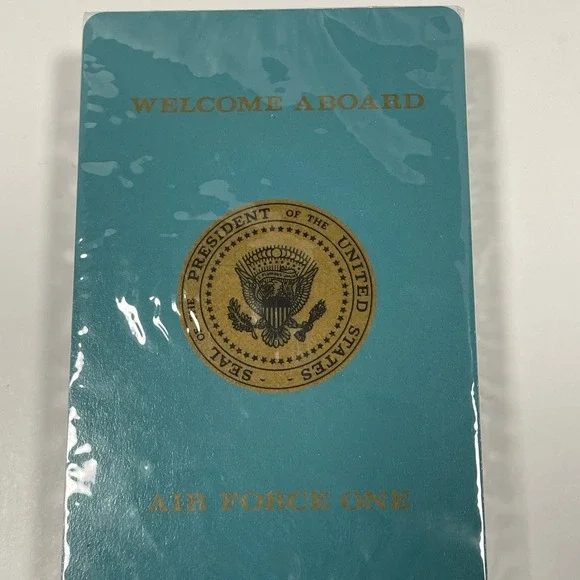 WELCOME ABOARD
SEAL OF THE PRESIDENT OF THE UNITED STATES
AIR FORCE ONE